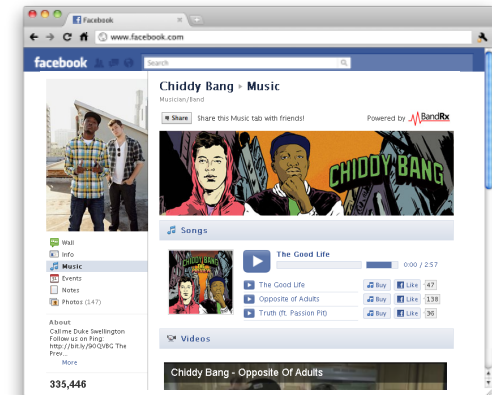 Facebook
www.facebook.com
facebook
Search
Chiddy Bang ▸ Music
Musician/Band
Share
Share this Music tab with friends!
Powered by BandRx
CHIDDY BANG
Songs
CHIDDY BANG
The Good Life
0:00 / 2:57
The Good Life Buy Like 47
Opposite of Adults Buy Like 138
Truth (ft. Passion Pit) Buy Like 36
Videos
Chiddy Bang - Opposite Of Adults
Wall
Info
Music
Events
Notes
Photos (147)
About
Call me Duke Swellington
Follow us on Ping:
http://bit.ly/90QVBG The
Prev...
More
335,446